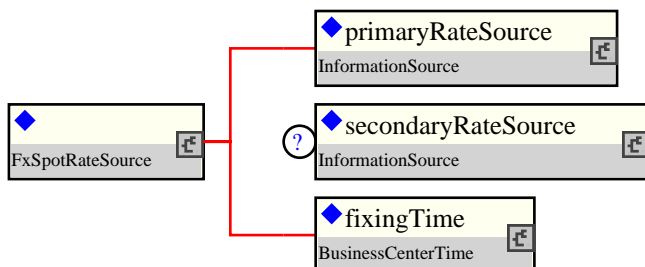 primaryRateSource
InformationSource
FxSpotRateSource
?
secondaryRateSource
InformationSource
fixingTime
BusinessCenterTime